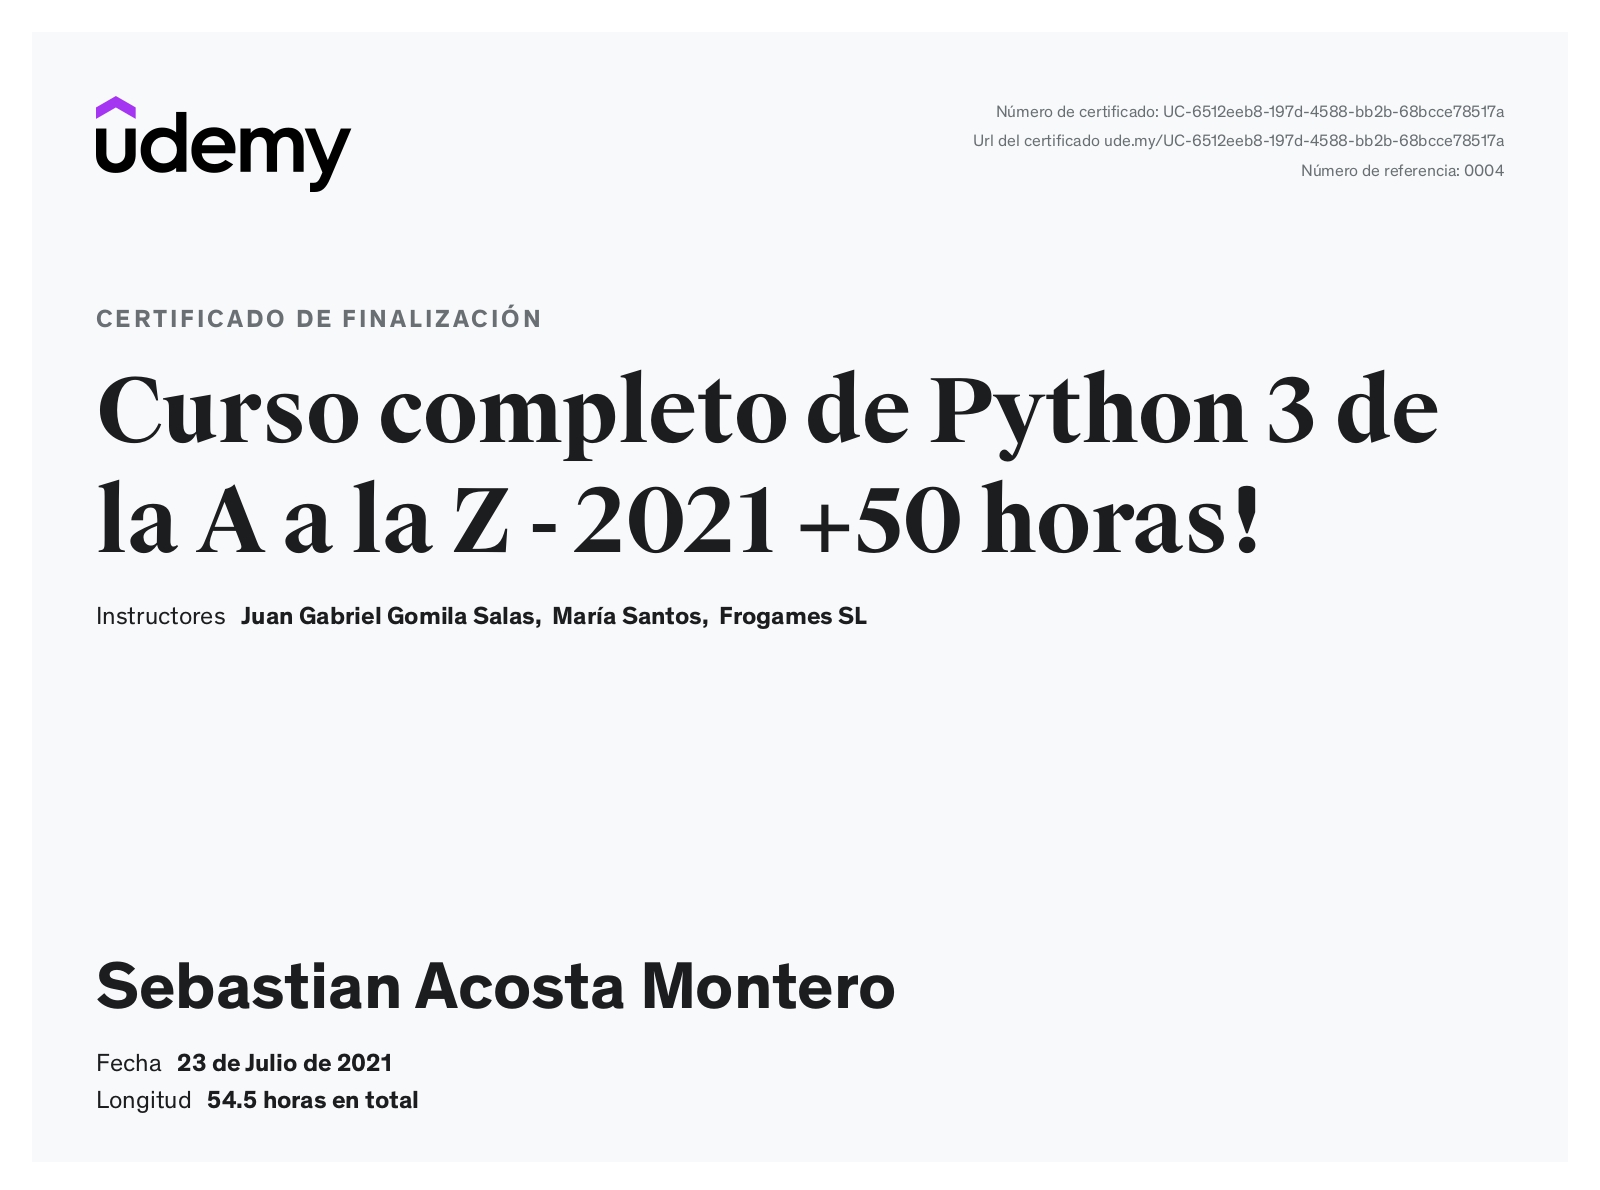 udemy
Número de certificado: UC-6512eeb8-197d-4588-bb2b-68bcce78517a
Url del certificado ude.my/UC-6512eeb8-197d-4588-bb2b-68bcce78517a
Número de referencia: 0004
CERTIFICADO DE FINALIZACIÓN
Curso completo de Python 3 de
la A a la Z - 2021 +50 horas!
Instructores Juan Gabriel Gomila Salas, María Santos, Frogames SL
Sebastian Acosta Montero
Fecha 23 de Julio de 2021
Longitud 54.5 horas en total